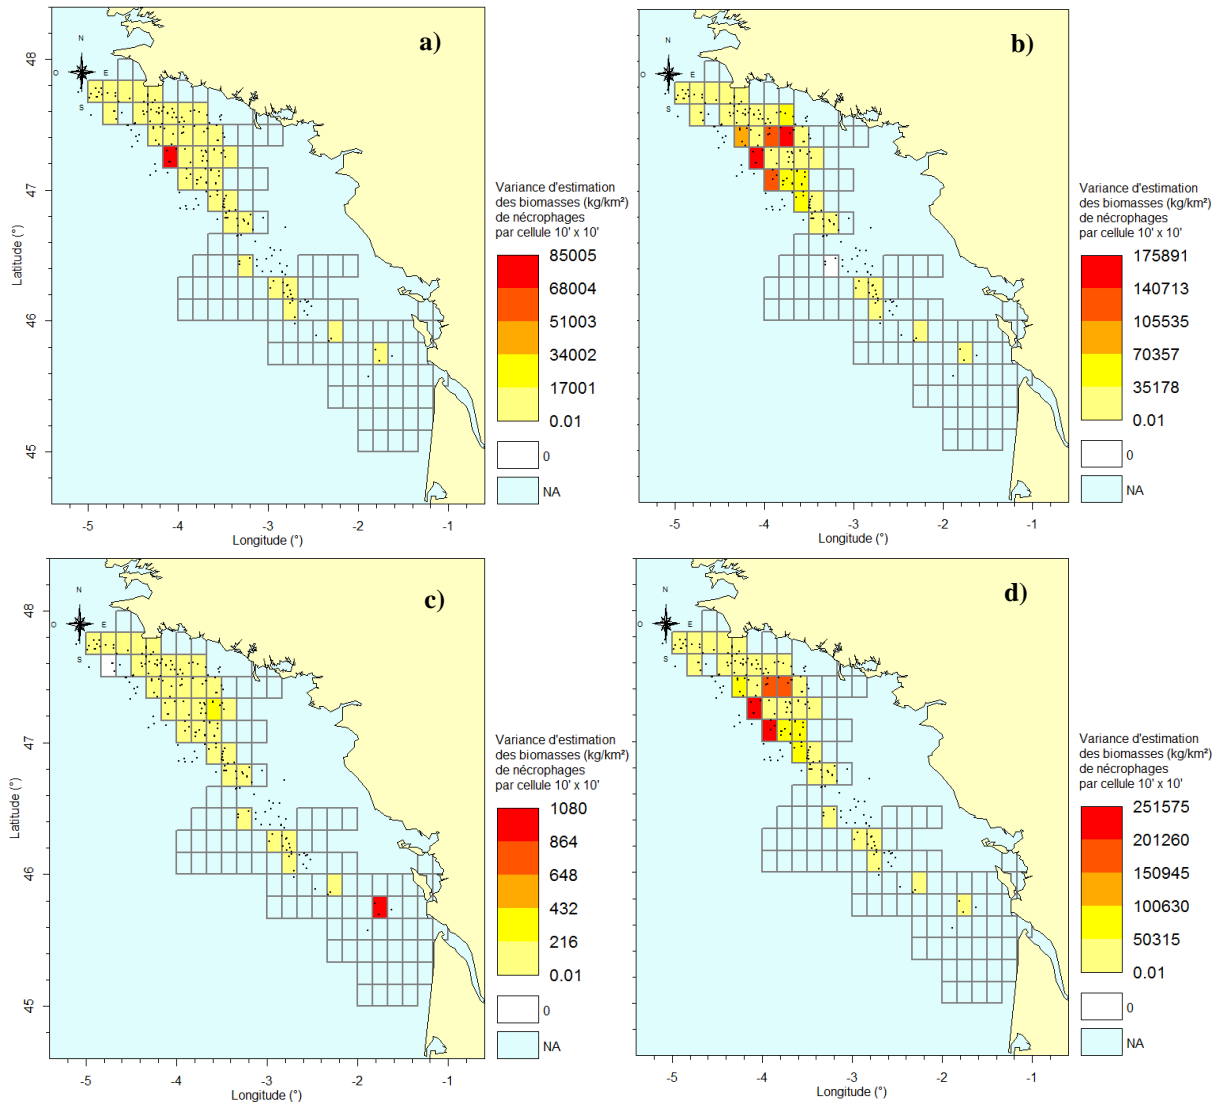 a)
N
O
E
S
48
47
46
45
Latitude (°)
-5
-4
-3
-2
-1
Longitude (°)
Variance d'estimation
des biomasses (kg/km²)
de nécrophages
par cellule 10' x 10'
85005
68004
51003
34002
17001
0.01
0
NA
b)
N
O
E
S
-5
-4
-3
-2
-1
Longitude (°)
Variance d'estimation
des biomasses (kg/km²)
de nécrophages
par cellule 10' x 10'
175891
140713
105535
70357
35178
0.01
0
NA
c)
N
O
E
S
48
47
46
45
Latitude (°)
-5
-4
-3
-2
-1
Longitude (°)
Variance d'estimation
des biomasses (kg/km²)
de nécrophages
par cellule 10' x 10'
1080
864
648
432
216
0.01
0
NA
d)
N
O
E
S
-5
-4
-3
-2
-1
Longitude (°)
Variance d'estimation
des biomasses (kg/km²)
de nécrophages
par cellule 10' x 10'
251575
201260
150945
100630
50315
0.01
0
NA